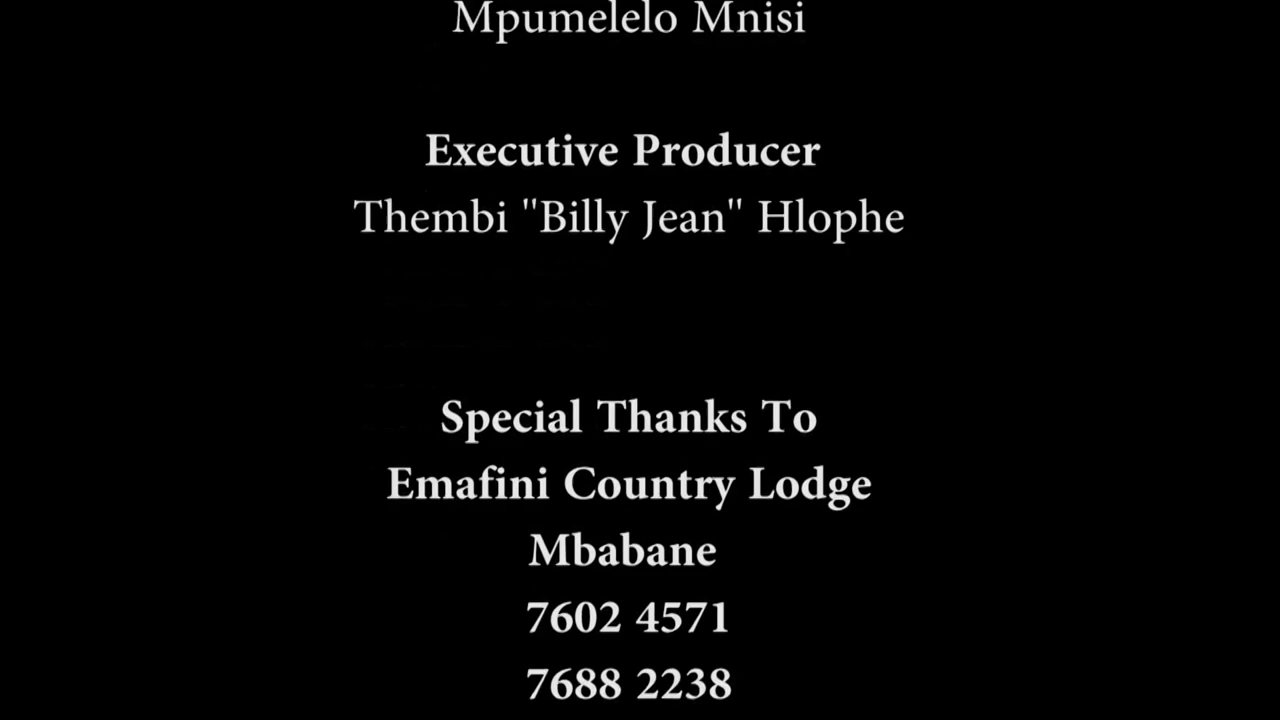 Mpumelelo Mnisi
Executive Producer
Thembi "Billy Jean" Hlophe
Special Thanks To
Emafini Country Lodge
Mbabane
7602 4571
7688 2238